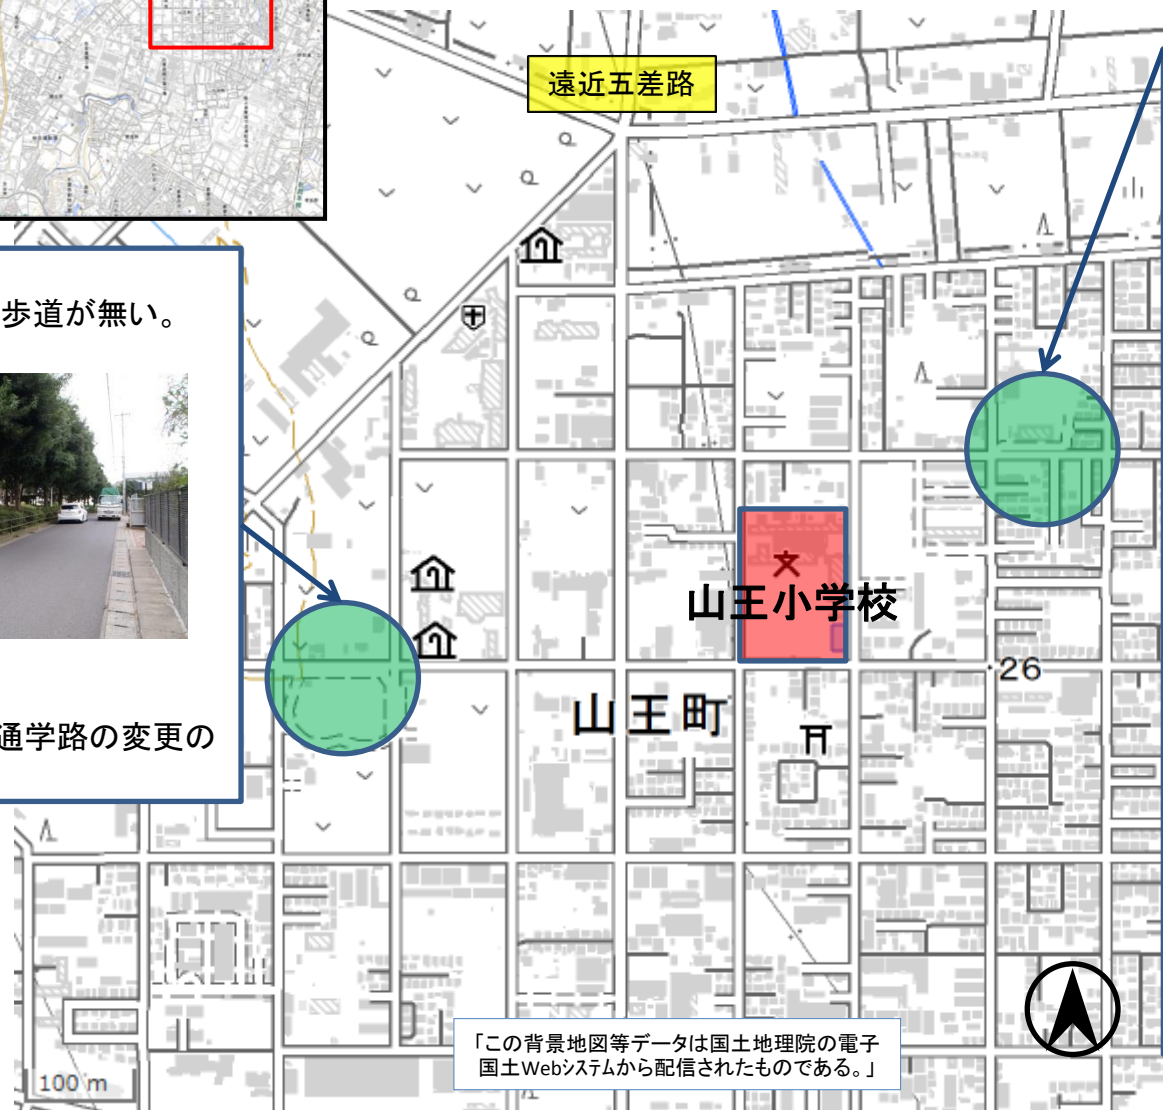 遠近五差路
歩道が無い。
山王小学校
26
山王町
通学路の変更の
「この背景地図等データは国土地理院の電子
国土Webシステムから配信されたものである。」
100 m